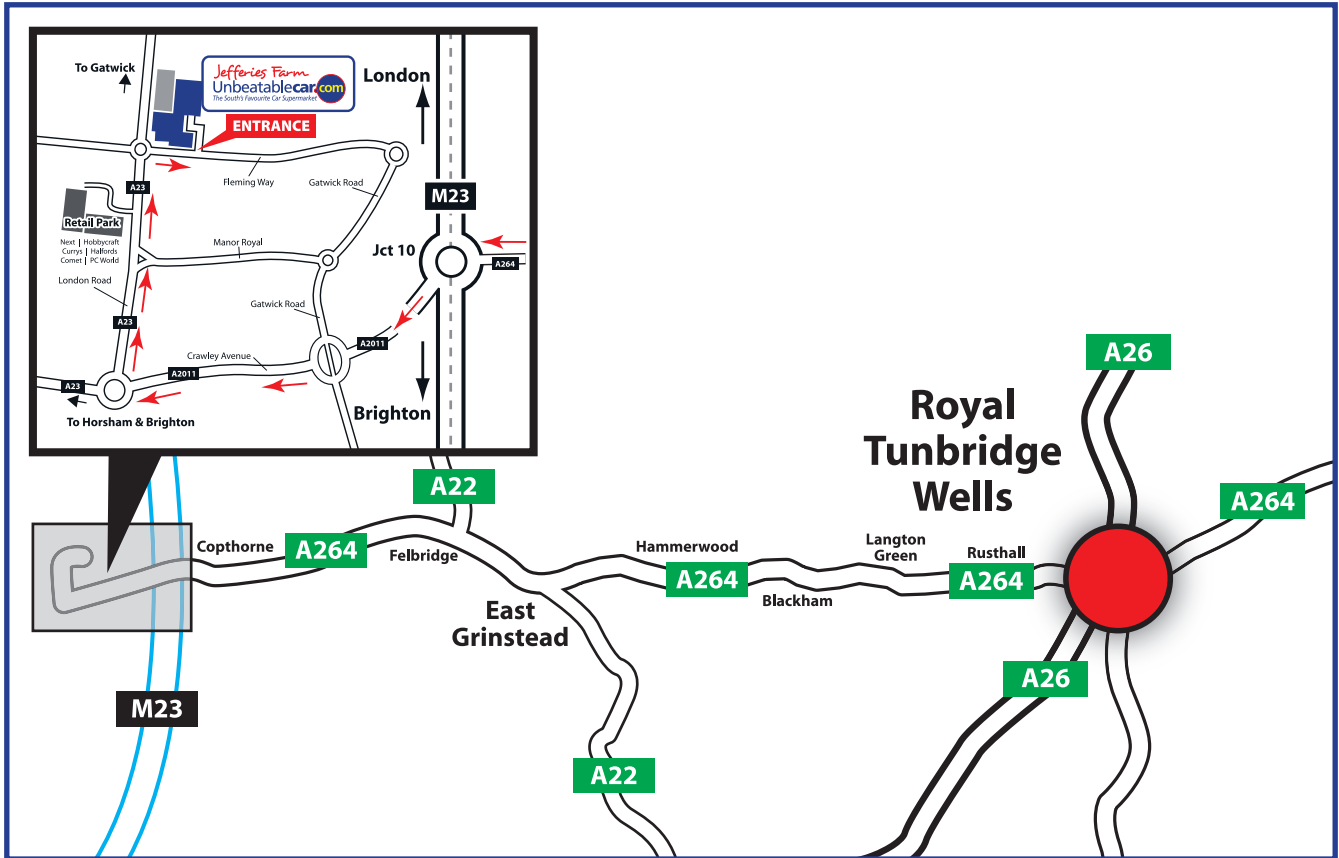 To Gatwick
Jefferies Farm
Unbeatablecar.com
The South's Favourite Car Supermarket
ENTRANCE
London
Fleming Way
Gatwick Road
A23
M23
Retail Park
Next | Hobbycraft
Currys | Halfords
Comet | PC World
Manor Royal
Jct 10
A264
London Road
Gatwick Road
A23
A2011
Crawley Avenue
A2011
A23
To Horsham & Brighton
Brighton
A26
Royal
Tunbridge
Wells
A22
A264
Copthorne
A264
Felbridge
Hammerwood
A264
Blackham
Langton
Green
Rusthall
A264
East
Grinstead
A26
M23
A22